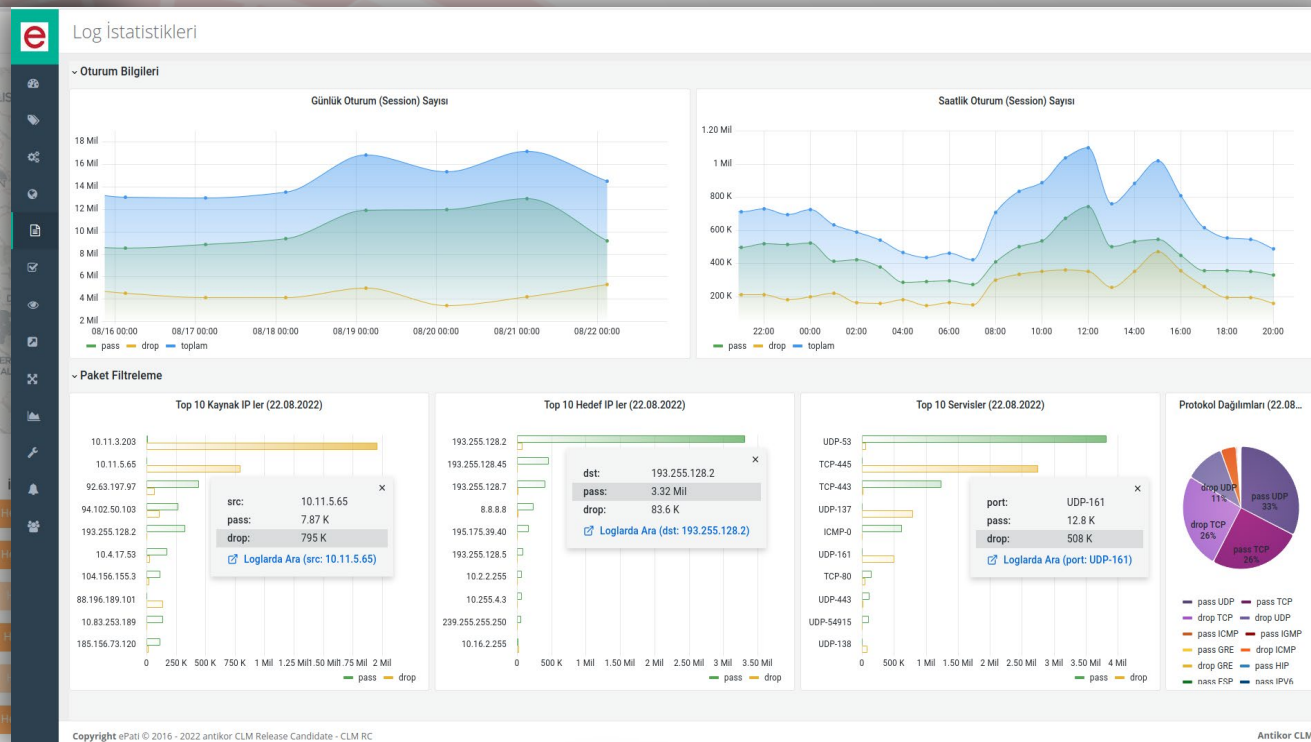 e
Log İstatistikleri
Oturum Bilgileri
Günlük Oturum (Session) Sayısı
18 Mil
16 Mil
14 Mil
12 Mil
10 Mil
8 Mil
6 Mil
4 Mil
2 Mil
08/16 00:00 08/17 00:00 08/18 00:00 08/19 00:00 08/20 00:00 08/21 00:00 08/22 00:00
pass drop toplam
Saatlik Oturum (Session) Sayısı
1.20 Mil
1 Mil
800 K
600 K
400 K
200 K
22:00 00:00 02:00 04:00 06:00 08:00 10:00 12:00 14:00 16:00 18:00 20:00
pass drop toplam
Paket Filtreleme
Top 10 Kaynak IP ler (22.08.2022)
10.11.3.203
10.11.5.65
92.63.197.97
94.102.50.103
193.255.128.2
10.4.17.53
104.156.155.3
88.196.189.101
10.83.253.189
185.156.73.120
0 250 K 500 K 750 K 1 Mil 1.25 Mil 1.50 Mil 1.75 Mil 2 Mil
pass drop
×
src: 10.11.5.65
pass: 7.87 K
drop: 795 K
Loglarda Ara (src: 10.11.5.65)
Top 10 Hedef IP ler (22.08.2022)
193.255.128.2
193.255.128.45
193.255.128.7
8.8.8.8
195.175.39.40
193.255.128.5
10.2.2.255
10.255.4.3
239.255.255.250
10.16.2.255
0 500 K 1 Mil 1.50 Mil 2 Mil 2.50 Mil 3 Mil 3.50 Mil
pass drop
×
dst: 193.255.128.2
pass: 3.32 Mil
drop: 83.6 K
Loglarda Ara (dst: 193.255.128.2)
Top 10 Servisler (22.08.2022)
UDP-53
TCP-445
TCP-443
UDP-137
ICMP-0
UDP-161
TCP-80
UDP-443
UDP-54915
UDP-138
0 500 K 1 Mil 1.50 Mil 2 Mil 2.50 Mil 3 Mil 3.50 Mil 4 Mil
pass drop
×
port: UDP-161
pass: 12.8 K
drop: 508 K
Loglarda Ara (port: UDP-161)
Protokol Dağılımları (22.08...
drop UDP
11%
pass UDP
33%
drop TCP
26%
pass TCP
26%
pass UDP pass TCP
drop TCP drop UDP
pass ICMP pass IGMP
pass GRE drop ICMP
drop GRE pass HIP
pass ESP pass IPV6
Copyright ePati © 2016 - 2022 antikor CLM Release Candidate - CLM RC
Antikor CLM